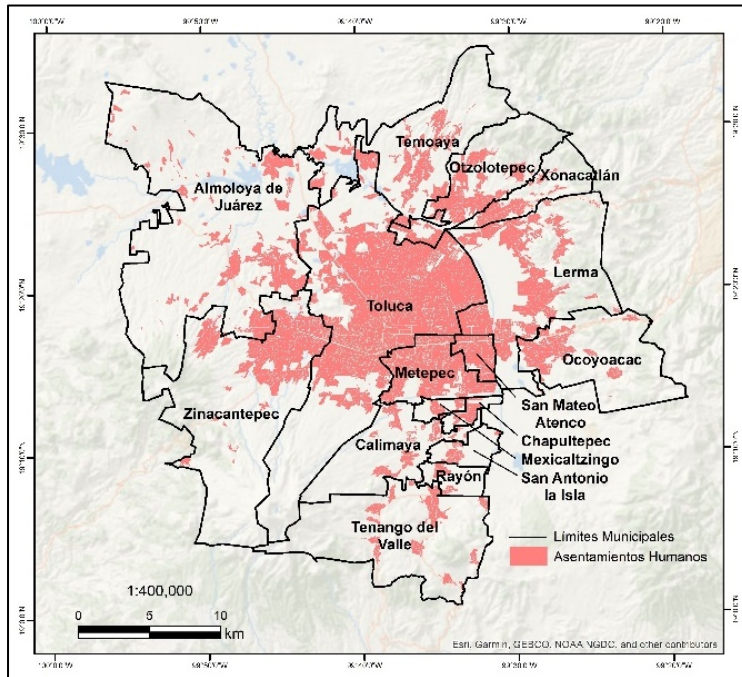 Temoaya
Otzolotepec
Xonacatlán
Almoloya de
Juárez
Lerma
Toluca
Ocoyoacac
Metepec
San Mateo
Atenco
Zinacantepec
Chapultepec
Calimaya
Mexicaltzingo
San Antonio
la Isla
Rayón
Tenango del
Valle
Límites Municipales
Asentamientos Humanos
1:400,000
0 5 10
km
Esri, Garmin, GEBCO, NOAA NGDC, and other contributors